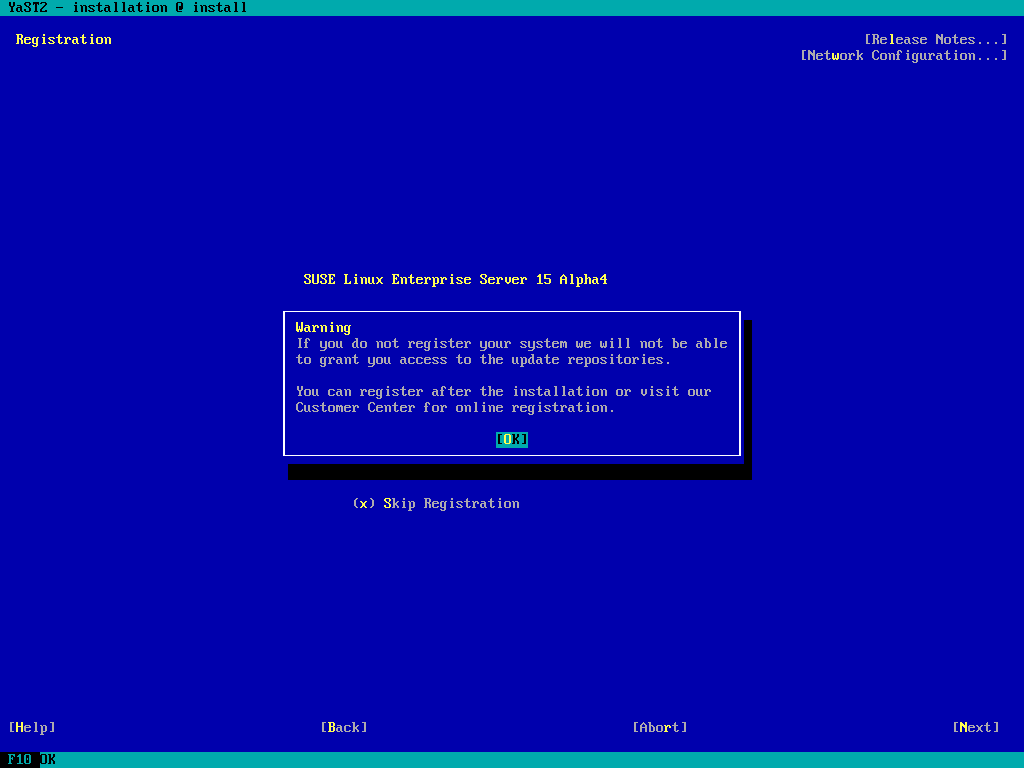 YaST2 - installation @ install
Registration
[Release Notes...]
[Network Configuration...]
SUSE Linux Enterprise Server 15 Alpha4
Warning
If you do not register your system we will not be able
to grant you access to the update repositories.
You can register after the installation or visit our
Customer Center for online registration.
[OK]
(x) Skip Registration
[Help]
[Back]
[Abort]
[Next]
F10 OK